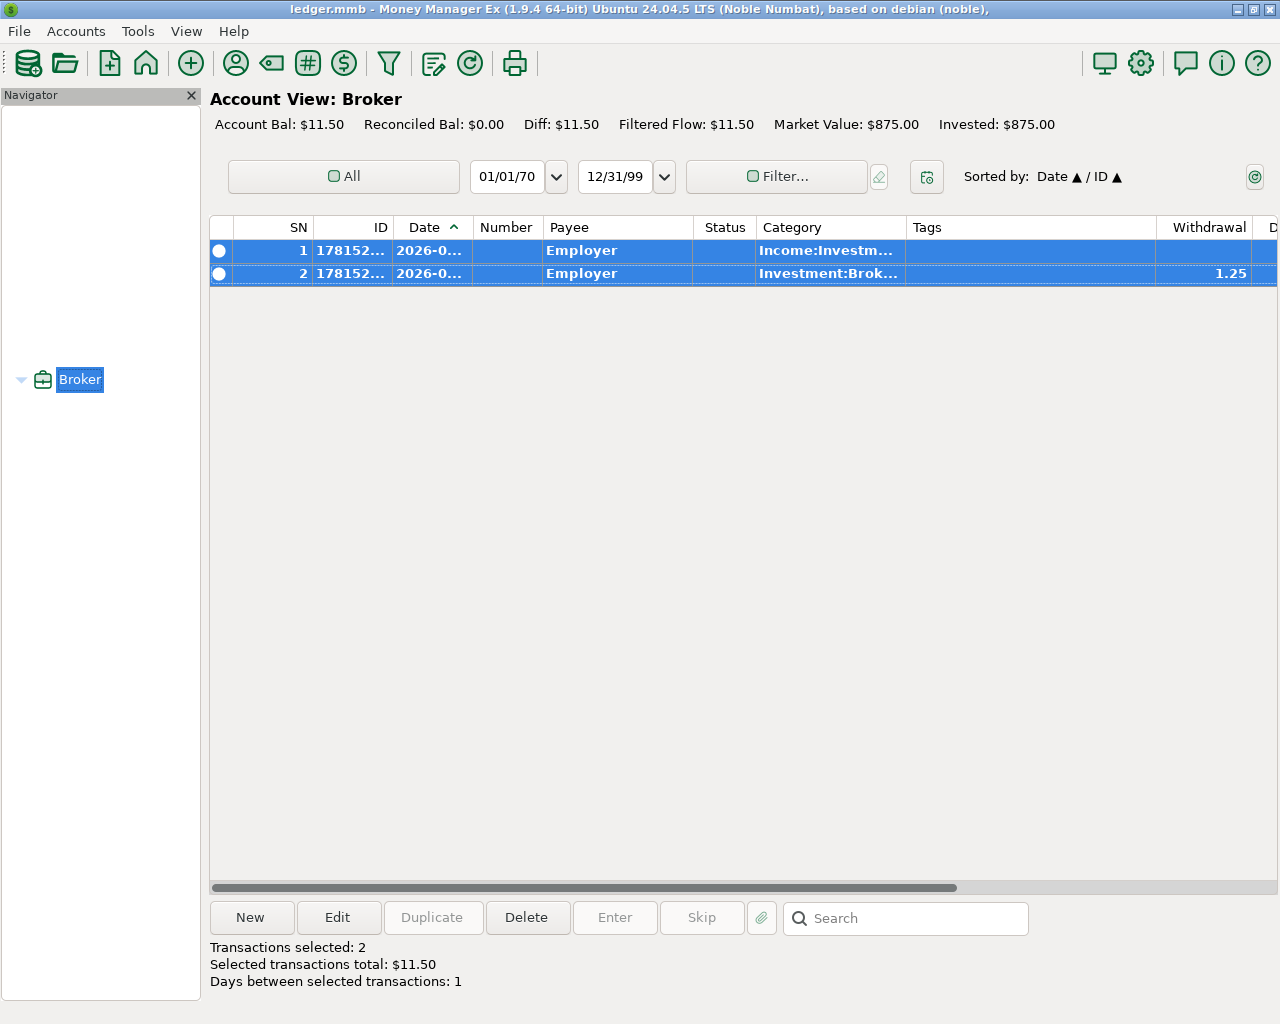 ledger.mmb - Money Manager Ex (1.9.4 64-bit) Ubuntu 24.04.5 LTS (Noble Numbat), based on debian (noble),
File Accounts Tools View Help
Navigator
Broker
Account View: Broker
Account Bal: $11.50 Reconciled Bal: $0.00 Diff: $11.50 Filtered Flow: $11.50 Market Value: $875.00 Invested: $875.00
All 01/01/70 12/31/99 Filter... Sorted by: Date ▲ / ID ▲
SN ID Date Number Payee Status Category Tags Withdrawal D
1 178152... 2026-0... Employer Income:Investm...
2 178152... 2026-0... Employer Investment:Brok... 1.25
New Edit Duplicate Delete Enter Skip Search
Transactions selected: 2
Selected transactions total: $11.50
Days between selected transactions: 1